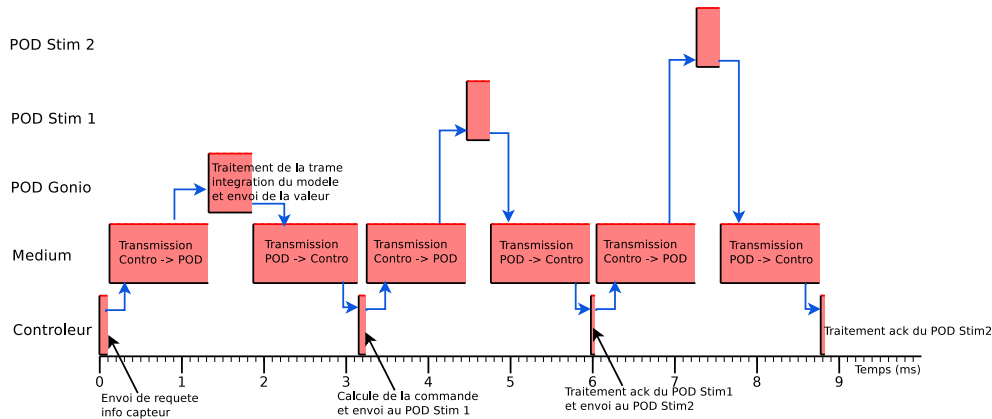 POD Stim 2
POD Stim 1
POD Gonio
Traitement de la trame
integration du modele
et envoi de la valeur
Medium
Transmission
Contro -> POD
Transmission
POD -> Contro
Transmission
Contro -> POD
Transmission
POD -> Contro
Transmission
Contro -> POD
Transmission
POD -> Contro
Controleur
Traitement ack du POD Stim2
0 1 2 3 4 5 6 7 8 9
Temps (ms)
Envoi de requete
info capteur
Calcule de la commande
et envoi au POD Stim 1
Traitement ack du POD Stim1
et envoi au POD Stim2